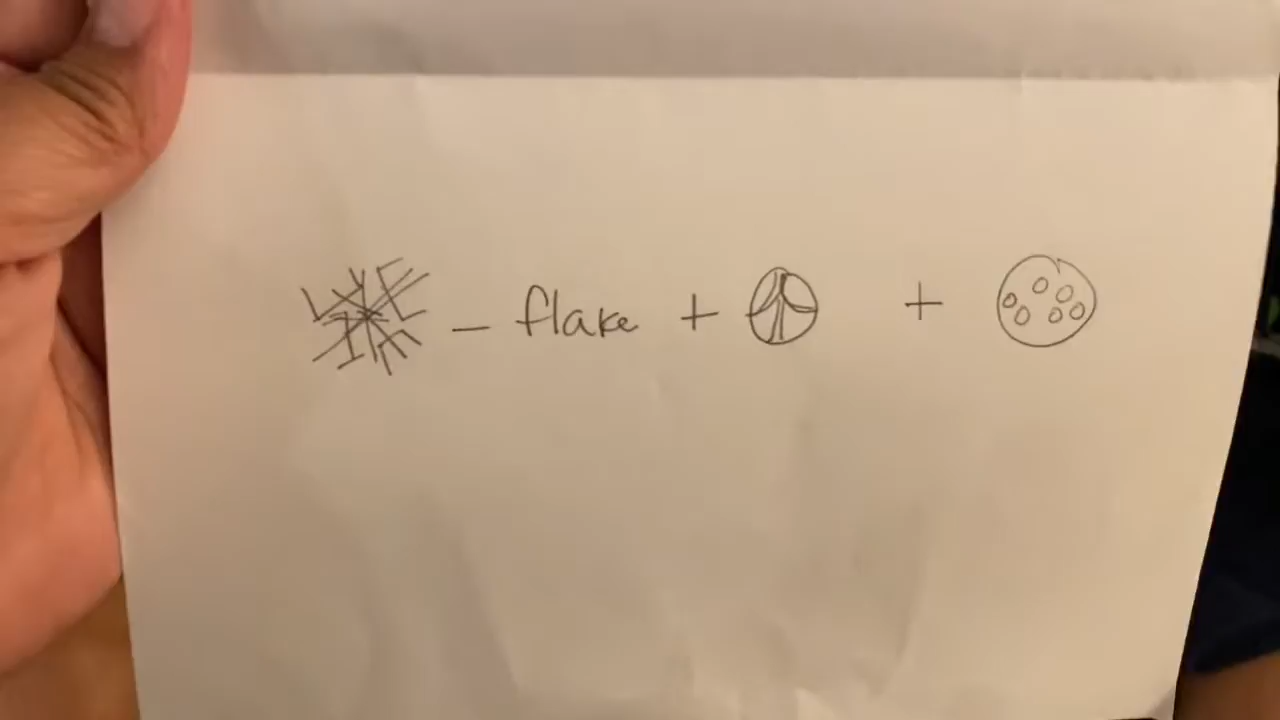 - flake + +